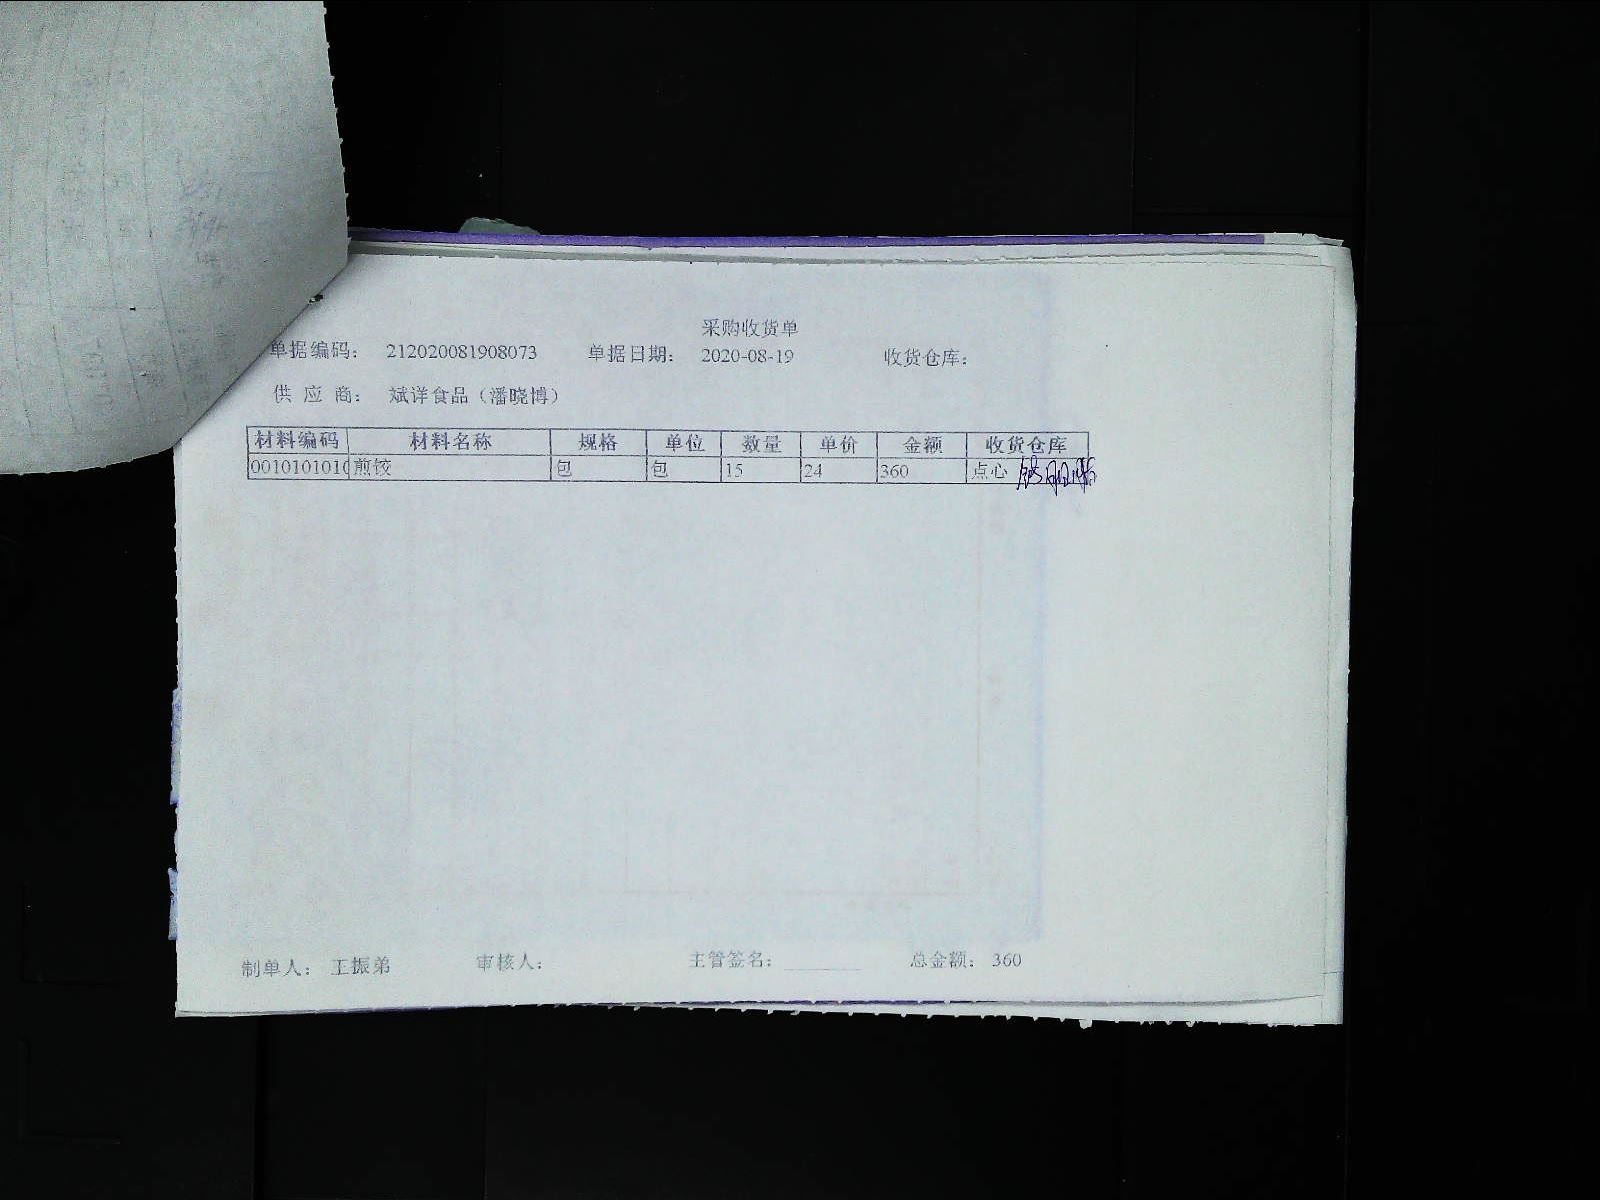 采购收货单
单据编码： 212020081908073 单据日期： 2020-08-19 收货仓库：
供 应 商： 斌洋食品（潘晓博）
材料编码 材料名称 规格 单位 数量 单价 金额 收货仓库
0010101010 煎饺 包 包 15 24 360 点心
制单人： 王振弟 审核人： 主管签名： 总金额： 360